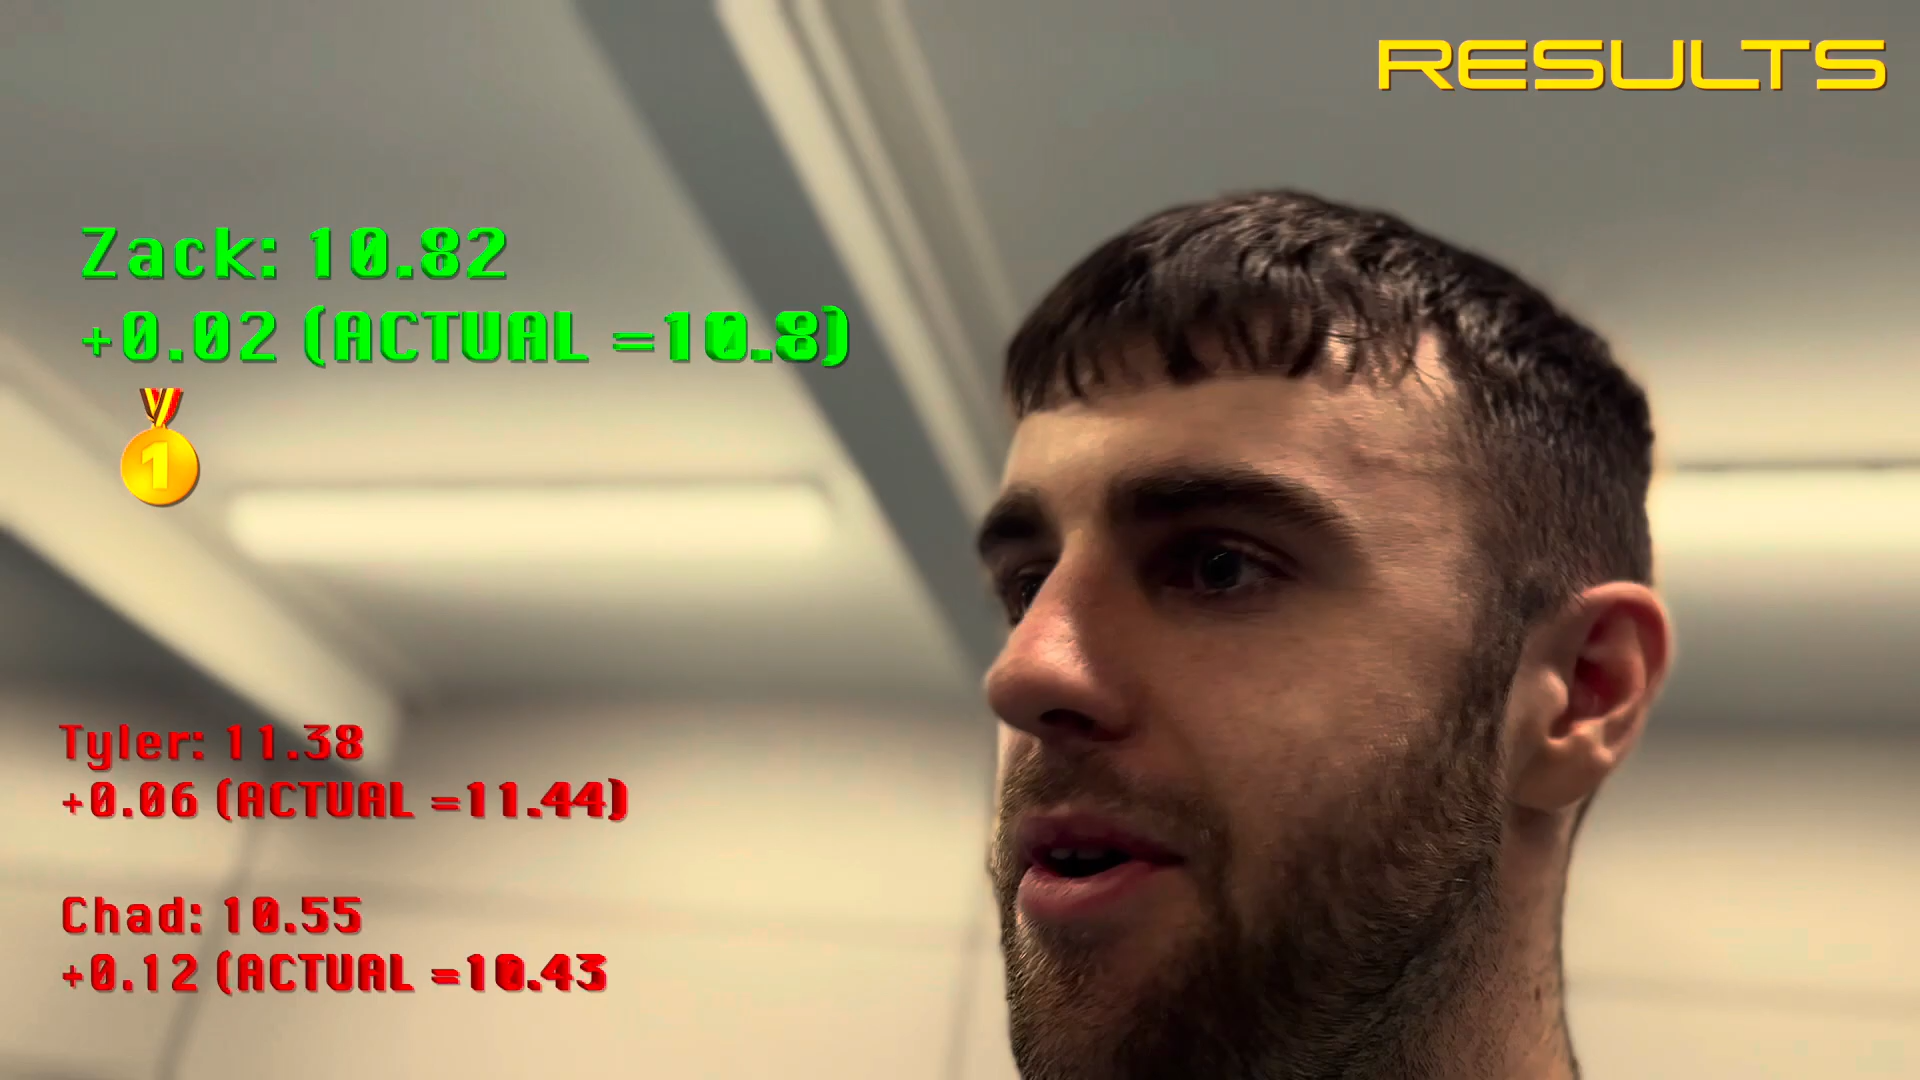 RESULTS
Zack: 10.82
+0.02 (ACTUAL =10.8)
1
Tyler: 11.38
+0.06 (ACTUAL =11.44)
Chad: 10.55
+0.12 (ACTUAL =10.43